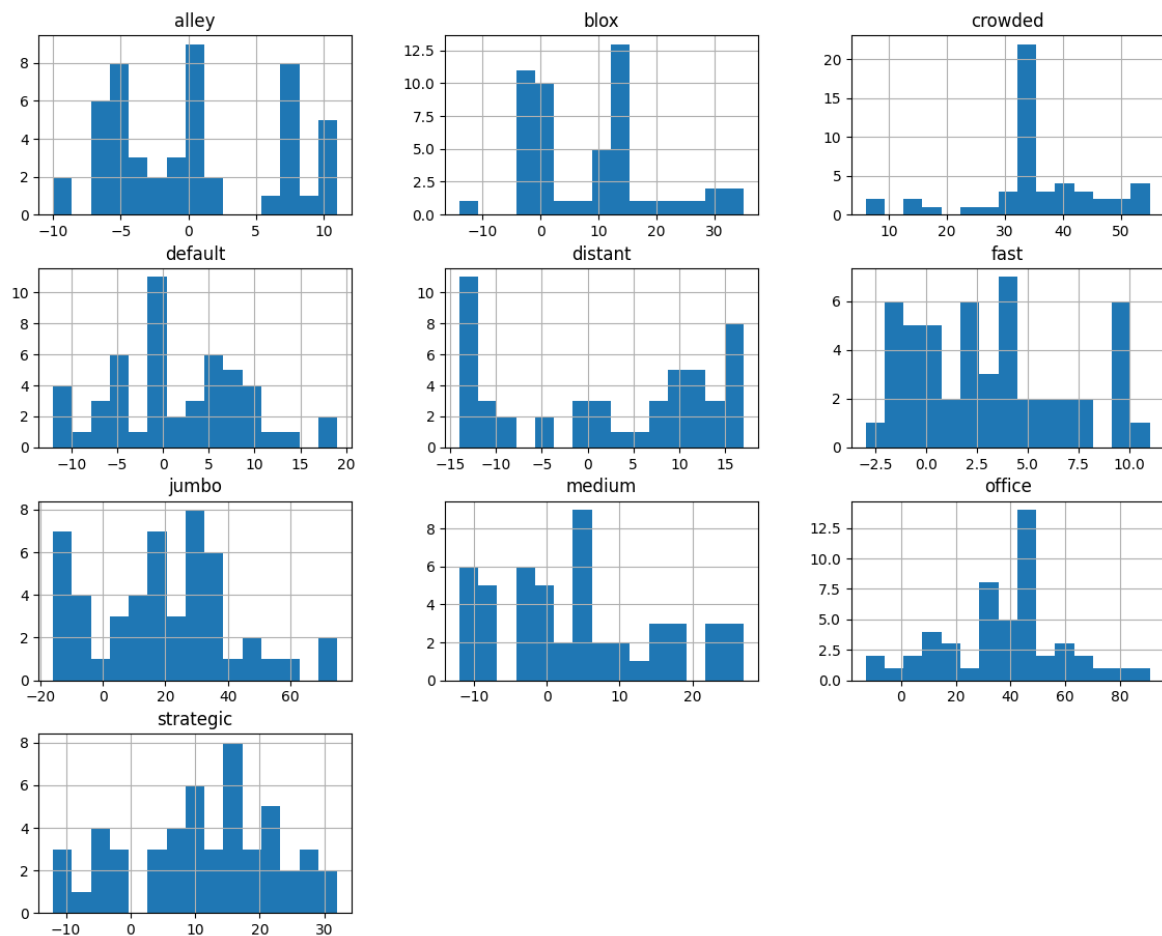 alley
8
6
4
2
0
−10 −5 0 5 10
blox
12.5
10.0
7.5
5.0
2.5
0.0
−10 0 10 20 30
crowded
20
15
10
5
0
10 20 30 40 50
default
10
8
6
4
2
0
−10 −5 0 5 10 15 20
distant
10
8
6
4
2
0
−15 −10 −5 0 5 10 15
fast
6
4
2
0
−2.5 0.0 2.5 5.0 7.5 10.0
jumbo
8
6
4
2
0
−20 0 20 40 60
medium
8
6
4
2
0
−10 0 10 20
office
12.5
10.0
7.5
5.0
2.5
0.0
0 20 40 60 80
strategic
8
6
4
2
0
−10 0 10 20 30